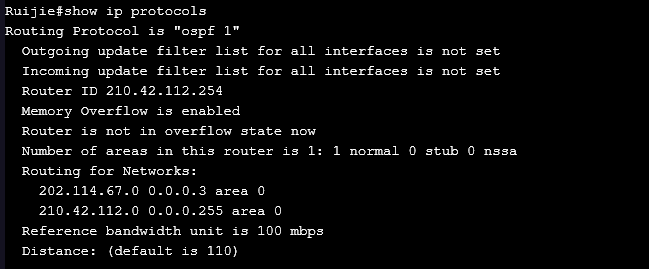 Ruijie#show ip protocols
Routing Protocol is "ospf 1"
Outgoing update filter list for all interfaces is not set
Incoming update filter list for all interfaces is not set
Router ID 210.42.112.254
Memory Overflow is enabled
Router is not in overflow state now
Number of areas in this router is 1: 1 normal 0 stub 0 nssa
Routing for Networks:
202.114.67.0 0.0.0.3 area 0
210.42.112.0 0.0.0.255 area 0
Reference bandwidth unit is 100 mbps
Distance: (default is 110)